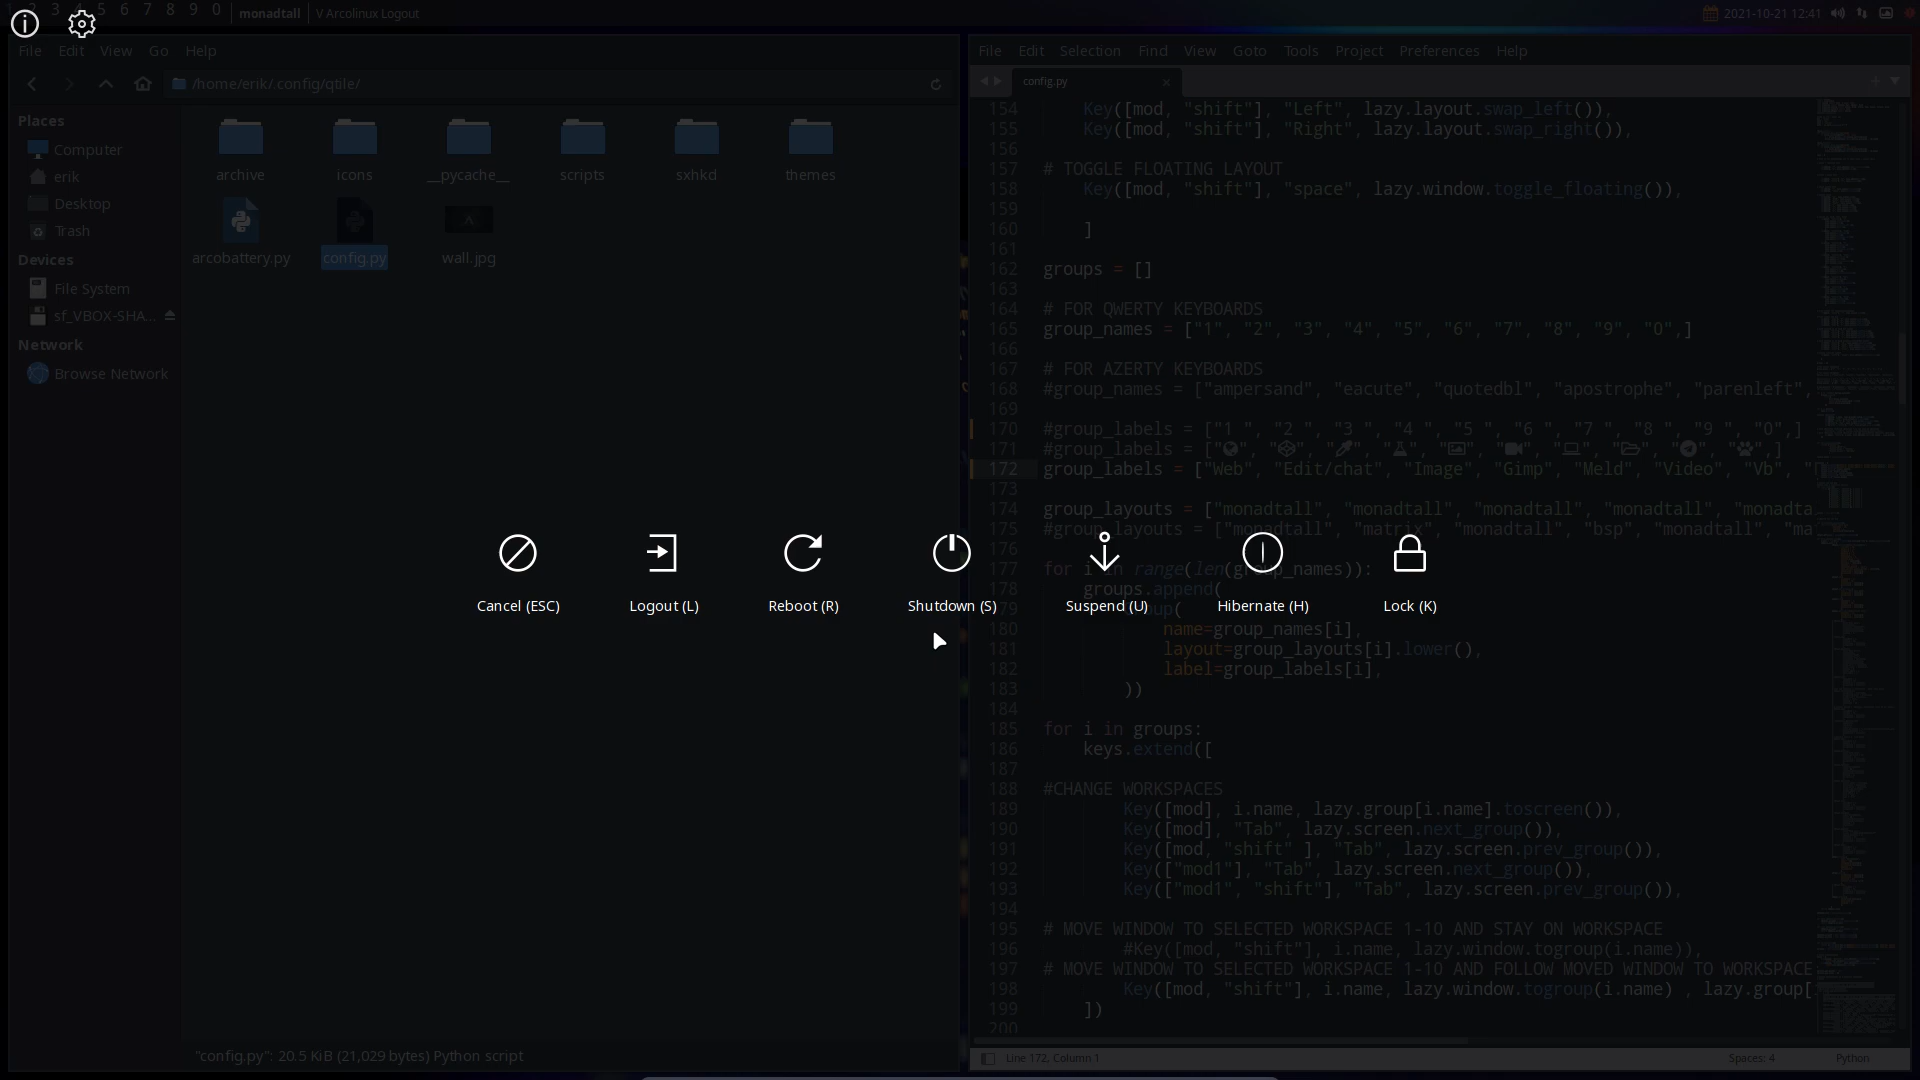 1 2 3 4 5 6 7 8 9 0 monadtall V Arcolinux Logout
2021-10-21 12:41
File Edit View Go Help
/home/erik/.config/qtile/
Places
Computer
erik
Desktop
Trash
Devices
File System
sf_VBOX-SHA...
Network
Browse Network
archive icons __pycache__ scripts sxhkd themes
arcobattery.py config.py wall.jpg
"config.py": 20.5 KiB (21,029 bytes) Python script
File Edit Selection Find View Goto Tools Project Preferences Help
config.py
154 Key([mod, "shift"], "Left", lazy.layout.swap_left()),
155 Key([mod, "shift"], "Right", lazy.layout.swap_right()),
156
157 # TOGGLE FLOATING LAYOUT
158 Key([mod, "shift"], "space", lazy.window.toggle_floating()),
159
160 ]
161
162 groups = []
163
164 # FOR QWERTY KEYBOARDS
165 group_names = ["1", "2", "3", "4", "5", "6", "7", "8", "9", "0",]
166
167 # FOR AZERTY KEYBOARDS
168 #group_names = ["ampersand", "eacute", "quotedbl", "apostrophe", "parenleft",
169
170 #group_labels = ["1 ", "2 ", "3 ", "4 ", "5 ", "6 ", "7 ", "8 ", "9 ", "0",]
171 #group_labels = ["", "", "", "", "", "", "", "", "", "",]
172 group_labels = ["Web", "Edit/chat", "Image", "Gimp", "Meld", "Video", "Vb", "
173
174 group_layouts = ["monadtall", "monadtall", "monadtall", "monadtall", "monadta
175 #group_layouts = ["monadtall", "matrix", "monadtall", "bsp", "monadtall", "ma
176
177 for i in range(len(group_names)):
178 groups.append(
179 up(
180 name=group_names[i],
181 layout=group_layouts[i].lower(),
182 label=group_labels[i],
183 ))
184
185 for i in groups:
186 keys.extend([
187
188 #CHANGE WORKSPACES
189 Key([mod], i.name, lazy.group[i.name].toscreen()),
190 Key([mod], "Tab", lazy.screen.next_group()),
191 Key([mod, "shift" ], "Tab", lazy.screen.prev_group()),
192 Key(["mod1"], "Tab", lazy.screen.next_group()),
193 Key(["mod1", "shift"], "Tab", lazy.screen.prev_group()),
194
195 # MOVE WINDOW TO SELECTED WORKSPACE 1-10 AND STAY ON WORKSPACE
196 #Key([mod, "shift"], i.name, lazy.window.togroup(i.name)),
197 # MOVE WINDOW TO SELECTED WORKSPACE 1-10 AND FOLLOW MOVED WINDOW TO WORKSPACE
198 Key([mod, "shift"], i.name, lazy.window.togroup(i.name) , lazy.group[
199 ])
200
Line 172, Column 1 Spaces: 4 Python
Cancel (ESC) Logout (L) Reboot (R) Shutdown (S) Suspend (U) Hibernate (H) Lock (K)